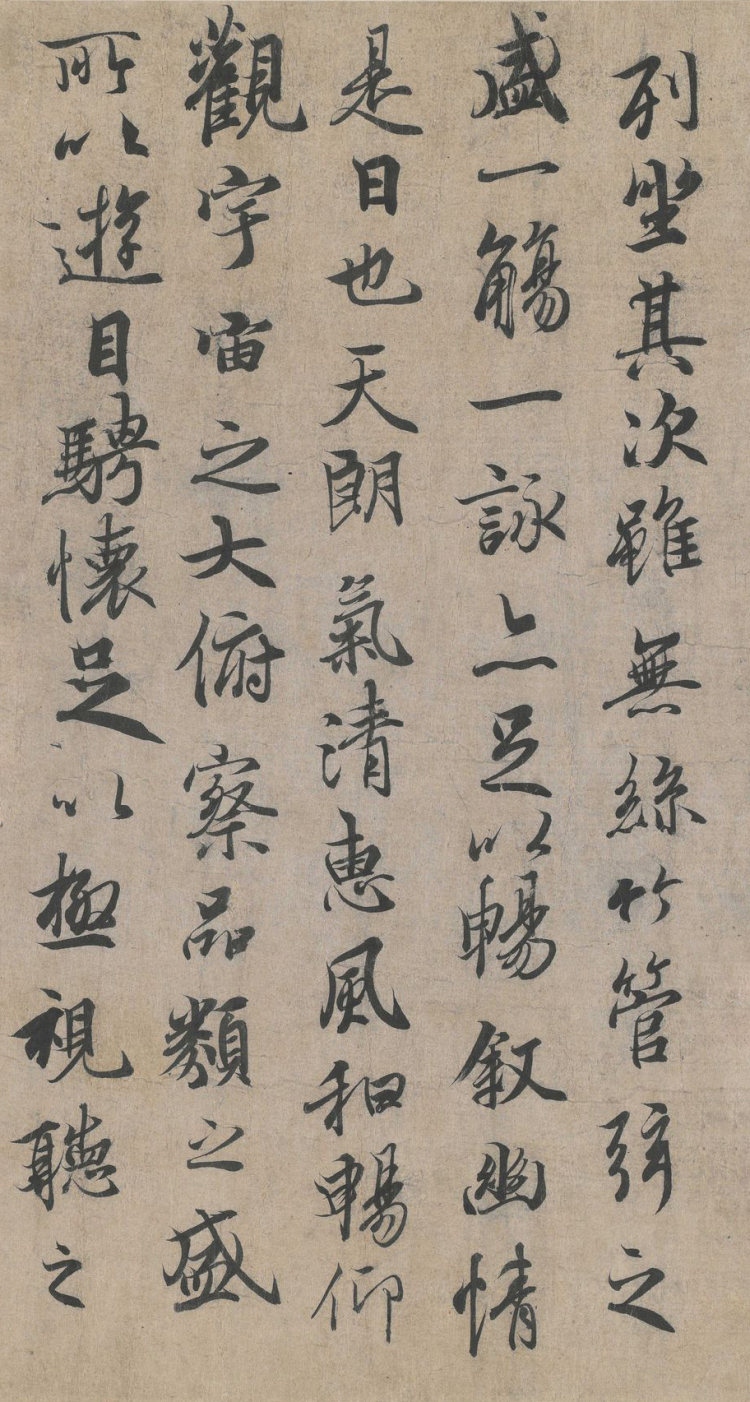 列坐其次雖無絲竹管弦之
盛一觴一詠亦足以暢敘幽情
是日也天朗氣清惠風和暢仰
觀宇宙之大俯察品類之盛
所以遊目騁懷足以極視聽之